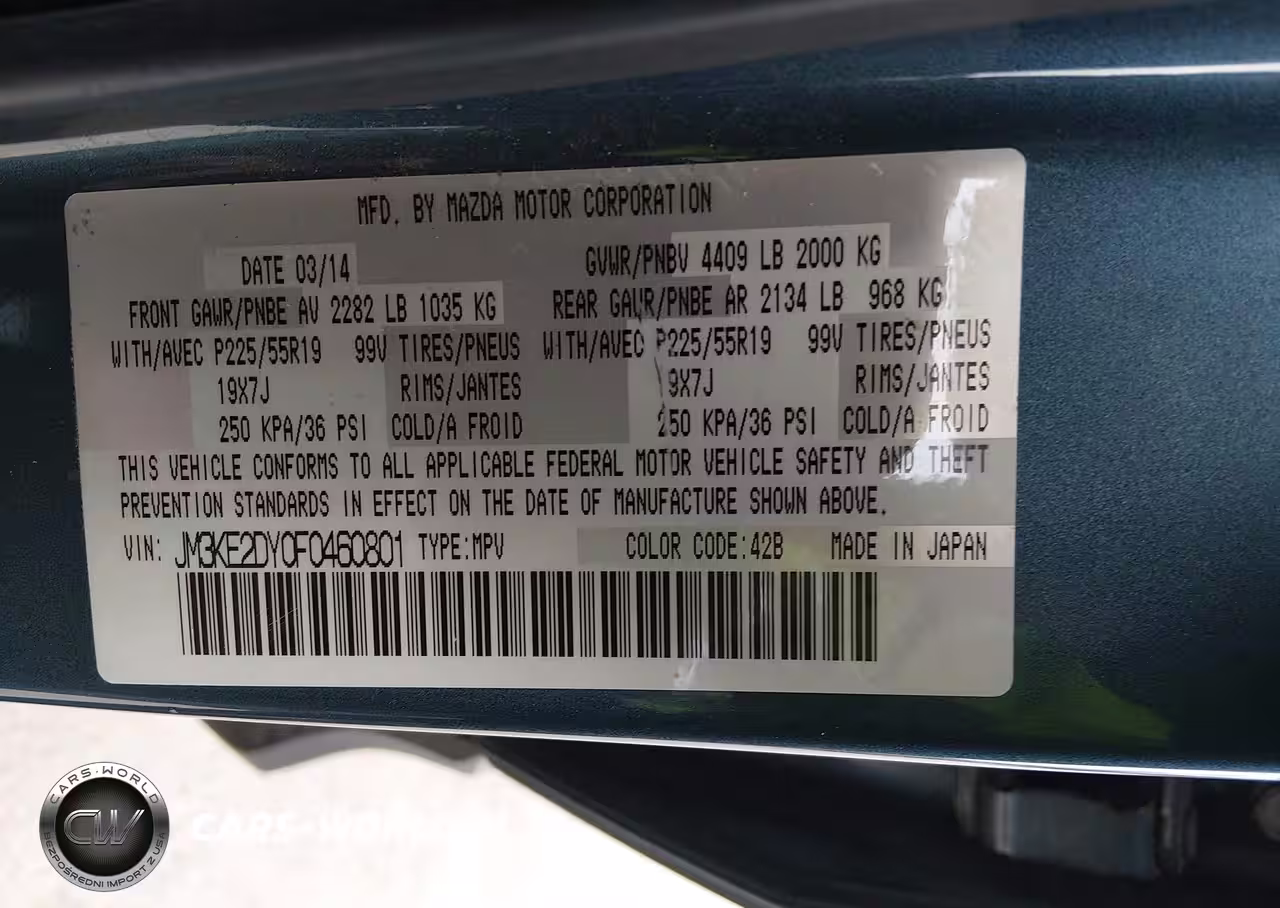 MFD. BY MAZDA MOTOR CORPORATION
DATE 03/14 GVWR/PNBV 4409 LB 2000 KG
FRONT GAWR/PNBE AV 2282 LB 1035 KG REAR GAWR/PNBE AR 2134 LB 968 KG
WITH/AVEC P225/55R19 99V TIRES/PNEUS WITH/AVEC P225/55R19 99V TIRES/PNEUS
19X7J RIMS/JANTES 19X7J RIMS/JANTES
250 KPA/36 PSI COLD/A FROID 250 KPA/36 PSI COLD/A FROID
THIS VEHICLE CONFORMS TO ALL APPLICABLE FEDERAL MOTOR VEHICLE SAFETY AND THEFT
PREVENTION STANDARDS IN EFFECT ON THE DATE OF MANUFACTURE SHOWN ABOVE.
VIN: JM3KE2DY0F0460801 TYPE:MPV COLOR CODE:42B MADE IN JAPAN
CARS-WORLD
CW
BEZPOŚREDNI IMPORT Z USA
CARS-WORLD